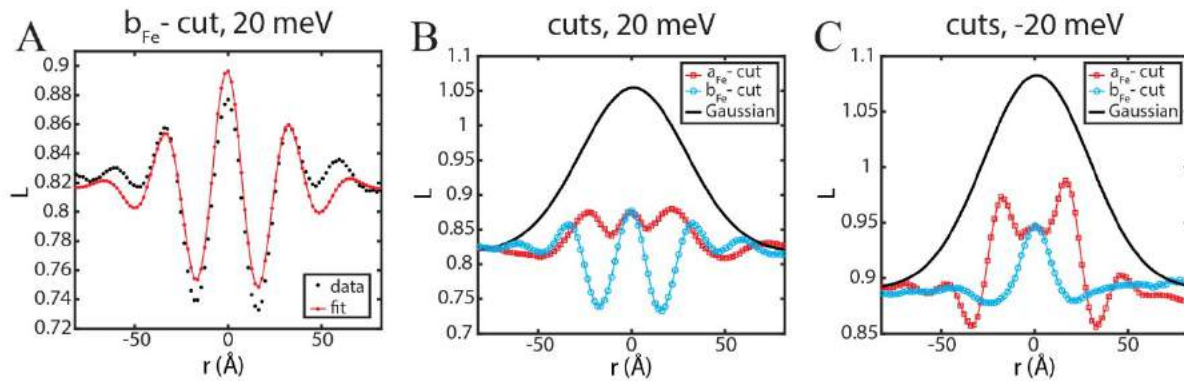 A
b_Fe- cut, 20 meV
0.9
0.88
0.86
0.84
0.82
0.8
0.78
0.76
0.74
0.72
L
-50
0
50
r (Å)
data
fit
B
cuts, 20 meV
1.1
1.05
1
0.95
0.9
0.85
0.8
0.75
0.7
L
-50
0
50
r (Å)
a_Fe- cut
b_Fe- cut
Gaussian
C
cuts, -20 meV
1.1
1.05
1
0.95
0.9
0.85
L
-50
0
50
r (Å)
a_Fe- cut
b_Fe- cut
Gaussian